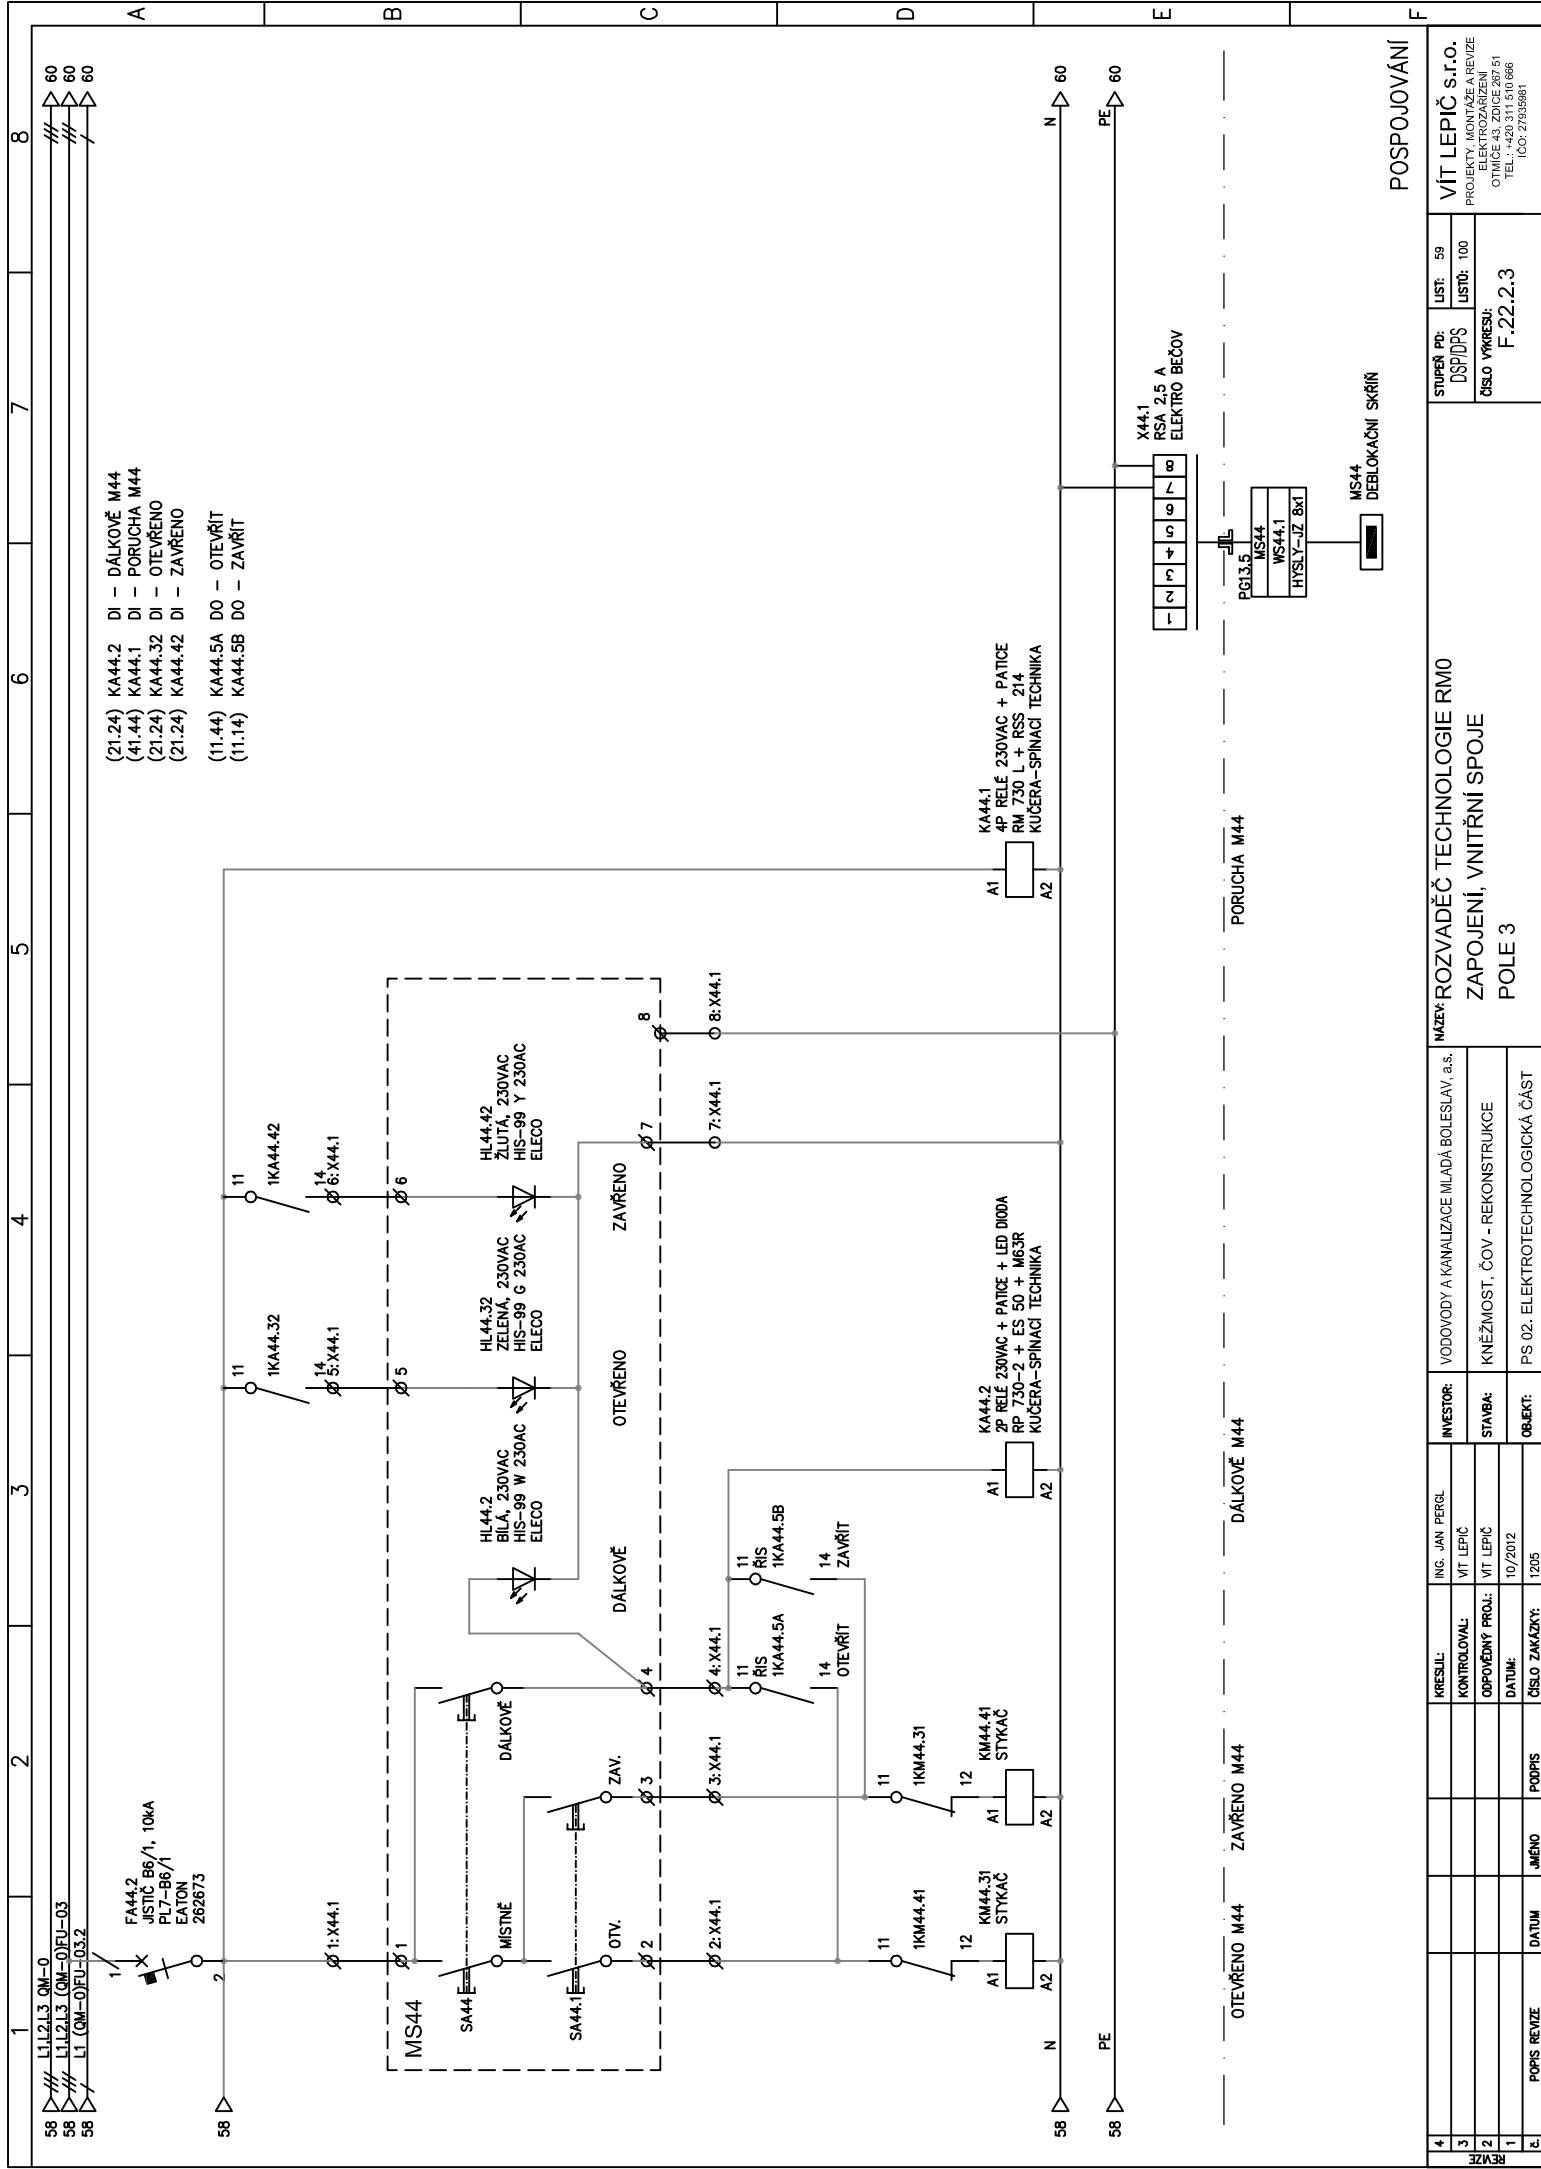 1
2
3
4
5
6
7
8
A
B
C
D
E
F
58 L1,L2,L3 QM-0
58 L1,L2,L3 (QM-0)FU-03
58 L1 (QM-0)FU-03.2
60
60
60
1
2
FA44.2
JISTIČ B6/1, 10kA
PL7-B6/1
EATON
262673
58
(21.24) KA44.2 DI - DÁLKOVĚ M44
(41.44) KA44.1 DI - PORUCHA M44
(21.24) KA44.32 DI - OTEVŘENO
(21.24) KA44.42 DI - ZAVŘENO
(11.44) KA44.5A DO - OTEVŘÍT
(11.14) KA44.5B DO - ZAVŘÍT
11
1KA44.32
14
5:X44.1
5
11
1KA44.42
14
6:X44.1
6
1:X44.1
1
MS44
SA44
MÍSTNĚ
DÁLKOVĚ
SA44.1
OTV.
ZAV.
2
3
4
7
8
HL44.2
BÍLÁ, 230VAC
HIS-99 W 230AC
ELECO
HL44.32
ZELENÁ, 230VAC
HIS-99 G 230AC
ELECO
HL44.42
ŽLUTÁ, 230VAC
HIS-99 Y 230AC
ELECO
DÁLKOVĚ
OTEVŘENO
ZAVŘENO
2:X44.1
3:X44.1
4:X44.1
7:X44.1
8:X44.1
11
ŘIS
1KA44.5A
14
OTEVŘÍT
11
ŘIS
1KA44.5B
14
ZAVŘÍT
11
1KM44.41
12
11
1KM44.31
12
KM44.31
STYKAČ
A1
A2
KM44.41
STYKAČ
A1
A2
KA44.2
2P RELÉ 230VAC + PATICE + LED DIODA
RP 730-2 + ES 50 + M63R
KUČERA-SPÍNACÍ TECHNIKA
A1
A2
KA44.1
4P RELÉ 230VAC + PATICE
RM 730 L + RSS 214
KUČERA-SPÍNACÍ TECHNIKA
A1
A2
58
N
N
60
58
PE
PE
60
X44.1
RSA 2,5 A
ELEKTRO BEČOV
1 2 3 4 5 6 7 8
PG13.5
MS44
WS44.1
HYSLY-JZ 8x1
MS44
DEBLOKAČNÍ SKŘÍŇ
OTEVŘENO M44
ZAVŘENO M44
DÁLKOVĚ M44
PORUCHA M44
POSPOJOVÁNÍ
REVIZE
4
3
2
1
č.
POPIS REVIZE
DATUM
JMÉNO
PODPIS
KRESLIL: ING. JAN PERGL
KONTROLOVAL: VÍT LEPIČ
ODPOVĚDNÝ PROJ.: VÍT LEPIČ
DATUM: 10/2012
ČÍSLO ZAKÁZKY: 1205
INVESTOR: VODOVODY A KANALIZACE MLADÁ BOLESLAV, a.s.
STAVBA: KNĚŽMOST, ČOV - REKONSTRUKCE
OBJEKT: PS 02. ELEKTROTECHNOLOGICKÁ ČÁST
NÁZEV: ROZVADĚČ TECHNOLOGIE RM0
ZAPOJENÍ, VNITŘNÍ SPOJE
POLE 3
STUPEŇ PD:
DSP/DPS
LIST: 59
LISTŮ: 100
ČÍSLO VÝKRESU:
F.22.2.3
VÍT LEPIČ s.r.o.
PROJEKTY, MONTÁŽE A REVIZE
ELEKTROZAŘÍZENÍ
OTMÍČE 43, ZDICE 267 51
TEL.: +420 311 510 666
IČO: 27935981